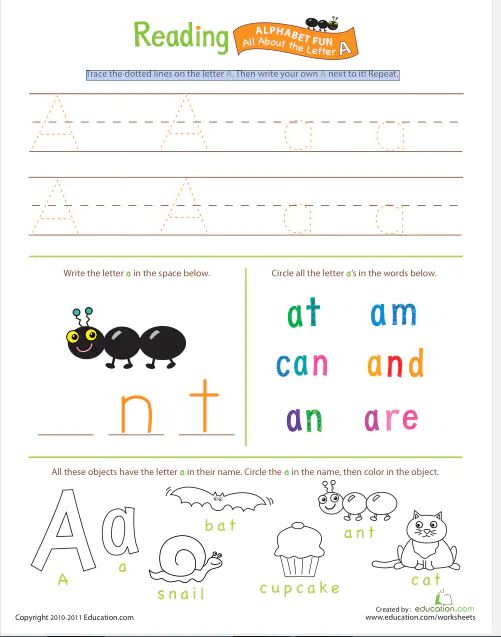 Reading
ALPHABET FUN
All About the Letter A
Trace the dotted lines on the letter A. Then write your own A next to it! Repeat.
A A a a
A A a a
Write the letter a in the space below.
n t
Circle all the letter a's in the words below.
at am
can and
an are
All these objects have the letter a in their name. Circle the a in the name, then color in the object.
Aa
A
a
bat
snail
cupcake
ant
cat
Copyright 2010-2011 Education.com
Created by: education.com
www.education.com/worksheets